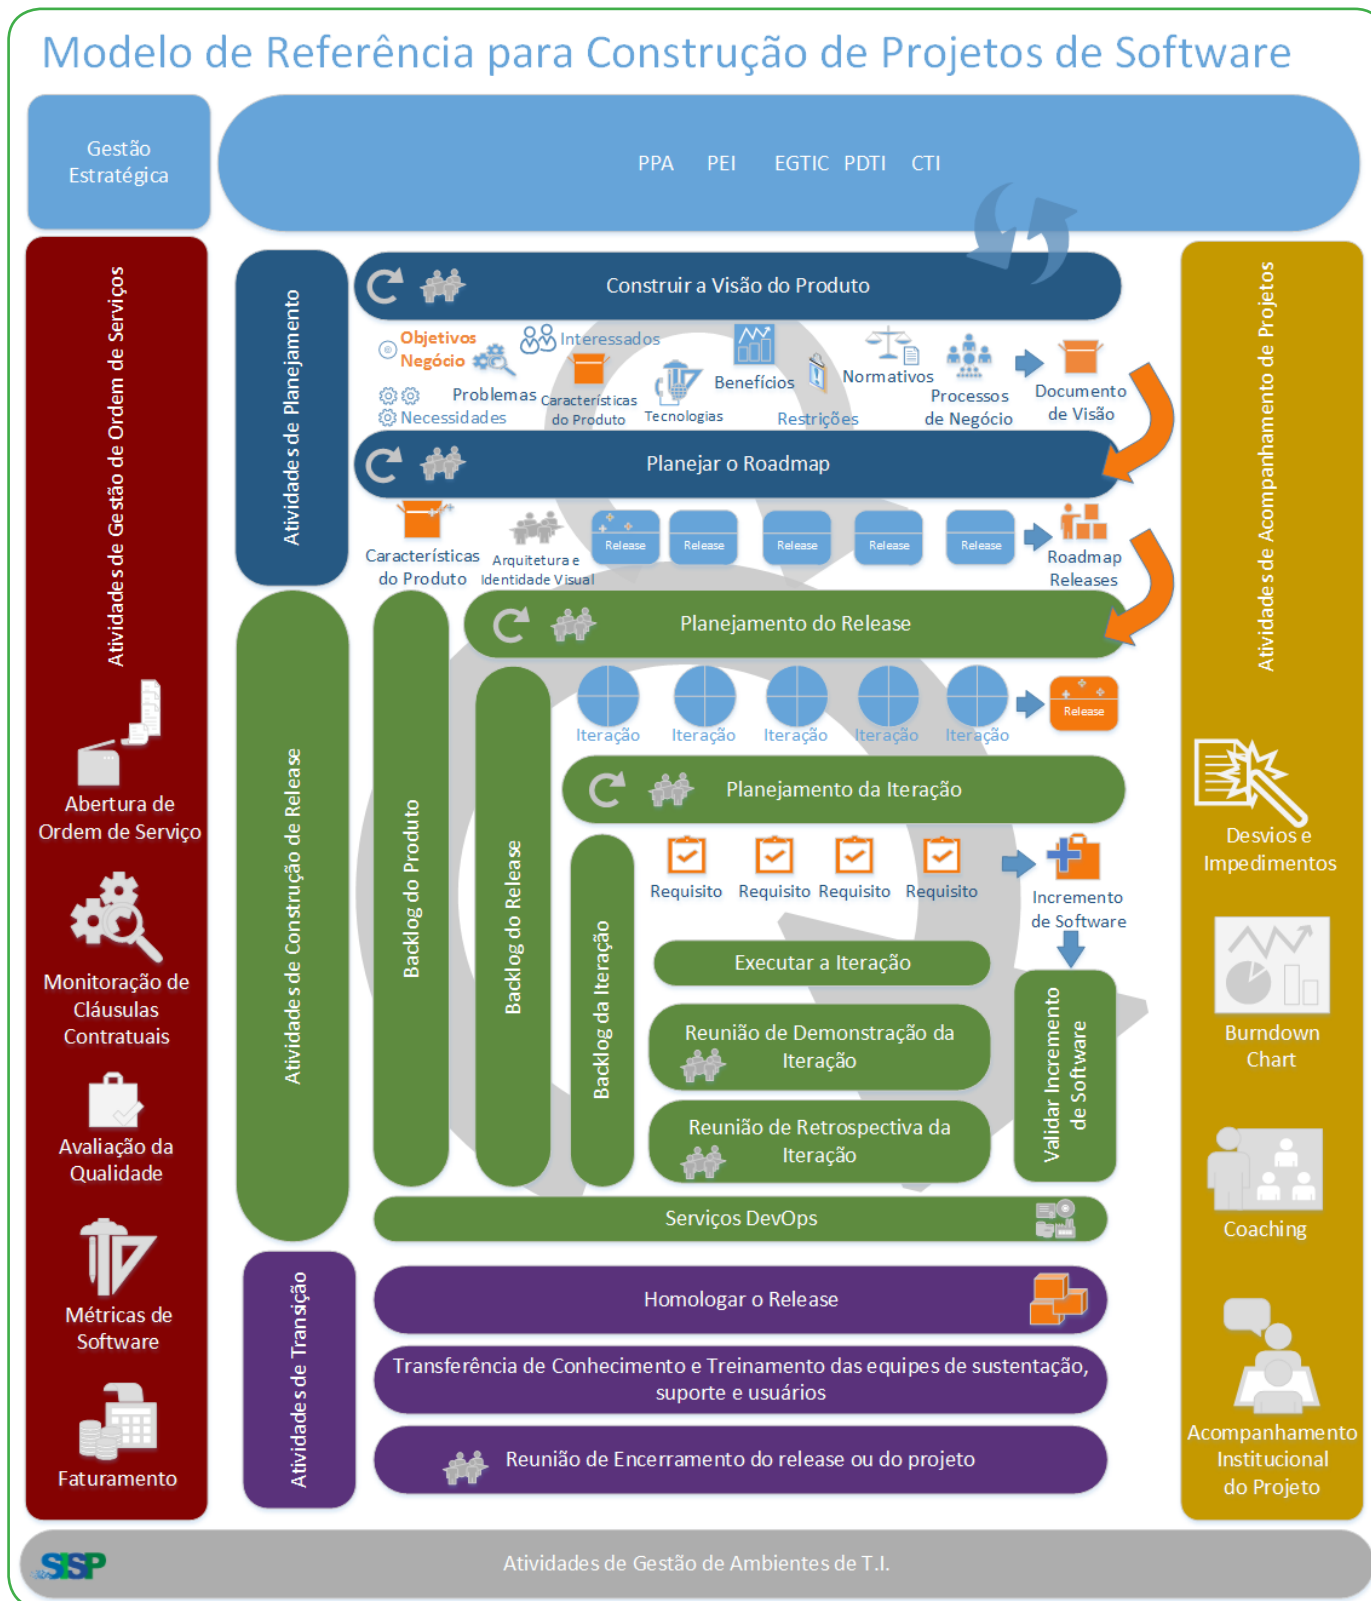 Modelo de Referência para Construção de Projetos de Software
Gestão
Estratégica
PPA PEI EGTIC PDTI CTI
Atividades de Gestão de Ordem de Serviços
Abertura de
Ordem de Serviço
Monitoração de
Cláusulas
Contratuais
Avaliação da
Qualidade
Métricas de
Software
Faturamento
Atividades de Planejamento
Construir a Visão do Produto
Objetivos
Negócio
Necessidades
Problemas
Interessados
Características
do Produto
Tecnologias
Benefícios
Restrições
Normativos
Processos
de Negócio
Documento
de Visão
Planejar o Roadmap
Características
do Produto
Arquitetura e
Identidade Visual
Release
Release
Release
Release
Release
Roadmap
Releases
Atividades de Construção de Release
Backlog do Produto
Planejamento do Release
Backlog do Release
Iteração
Iteração
Iteração
Iteração
Iteração
Release
Planejamento da Iteração
Backlog da Iteração
Requisito
Requisito
Requisito
Requisito
Incremento
de Software
Executar a Iteração
Reunião de Demonstração da
Iteração
Reunião de Retrospectiva da
Iteração
Validar Incremento
de Software
Serviços DevOps
Atividades de Transição
Homologar o Release
Transferência de Conhecimento e Treinamento das equipes de sustentação,
suporte e usuários
Reunião de Encerramento do release ou do projeto
Atividades de Acompanhamento de Projetos
Desvios e
Impedimentos
Burndown
Chart
Coaching
Acompanhamento
Institucional
do Projeto
SISP
Atividades de Gestão de Ambientes de T.I.